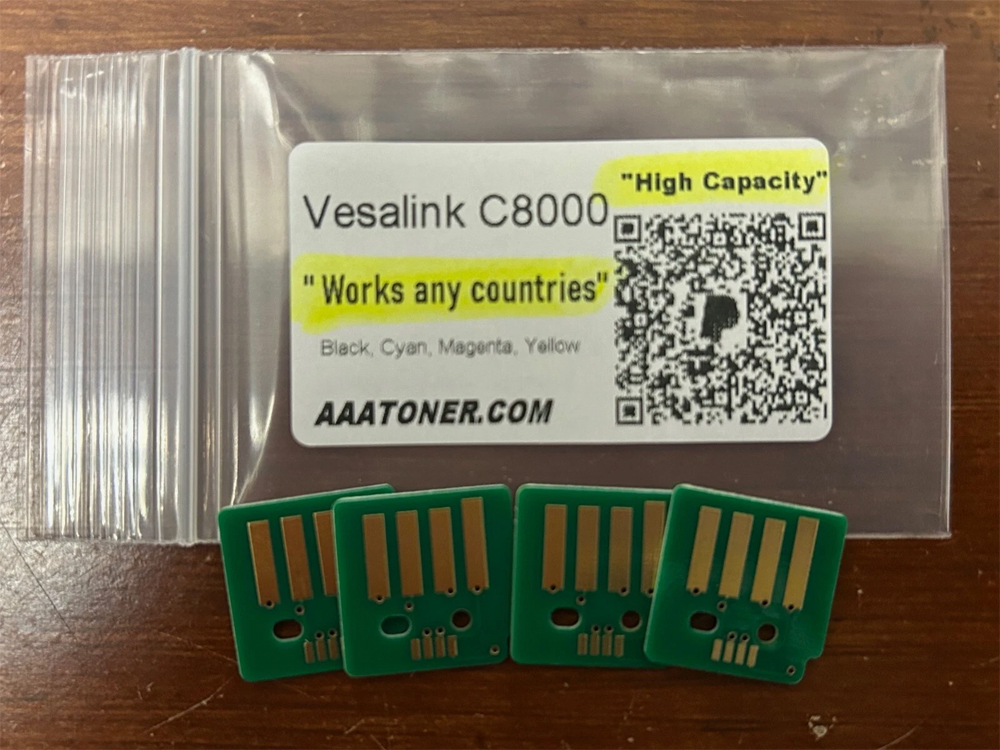 "High Capacity"
Vesalink C8000
" Works any countries"
Black, Cyan, Magenta, Yellow
AAATONER.COM